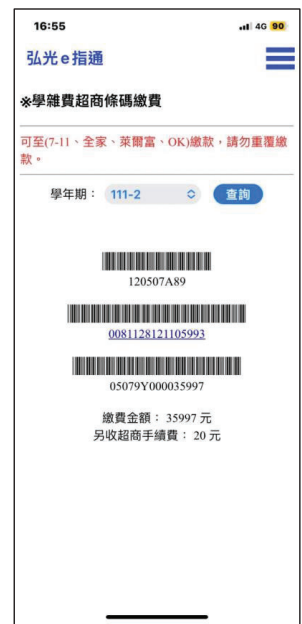 16:55
4G 90
弘光e指通
※學雜費超商條碼繳費
可至(7-11、全家、萊爾富、OK)繳款，請勿重覆繳
款。
學年期： 111-2 查詢
120507A89
0081128121105993
05079Y000035997
繳費金額： 35997 元
另收超商手續費： 20 元